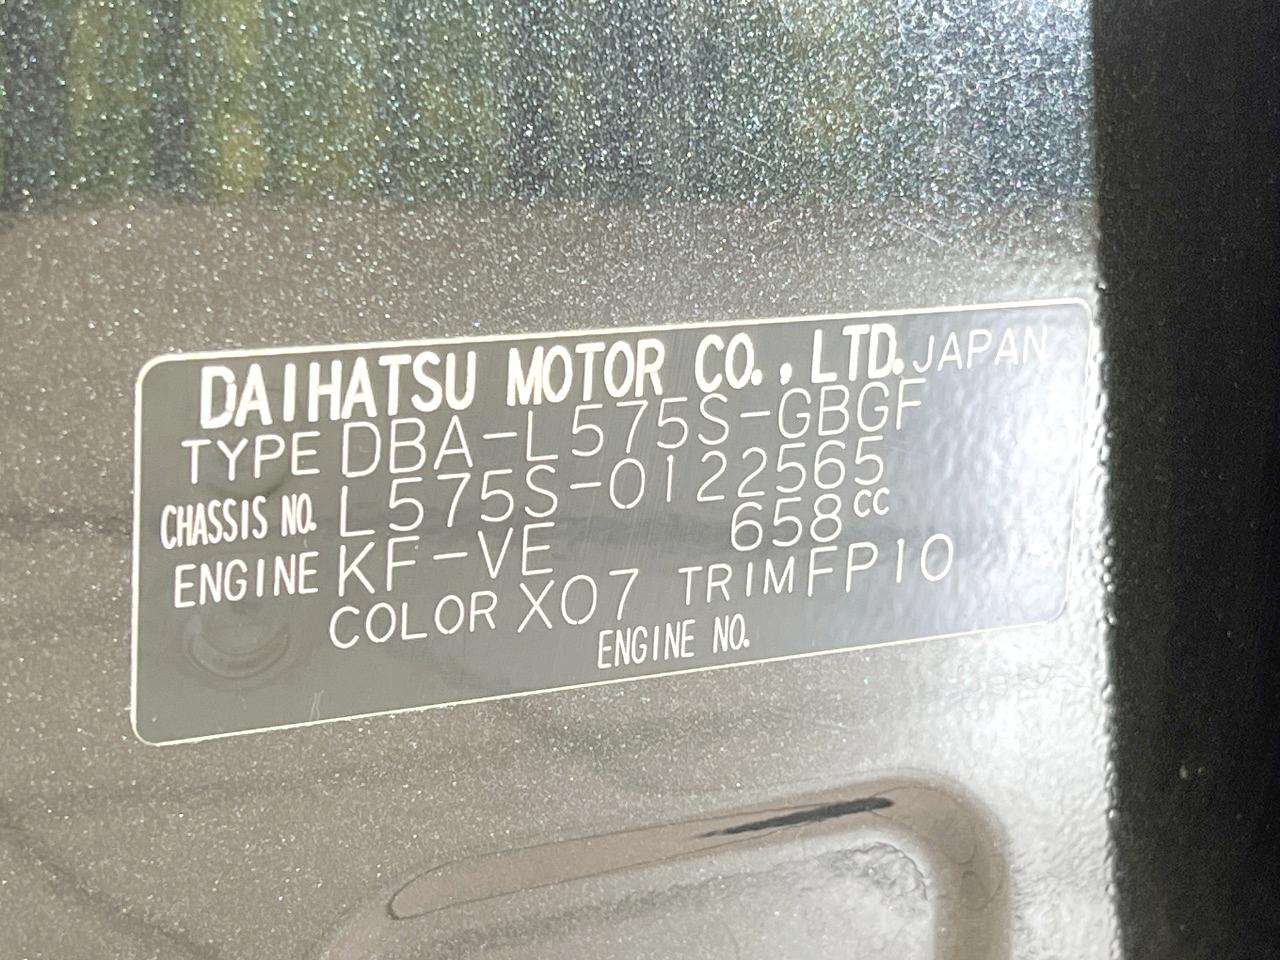 DAIHATSU MOTOR CO., LTD. JAPAN
TYPE DBA-L575S-GBGF
CHASSIS NO. L575S-0122565
ENGINE KF-VE 658cc
COLOR X07 TRIM FP10
ENGINE NO.